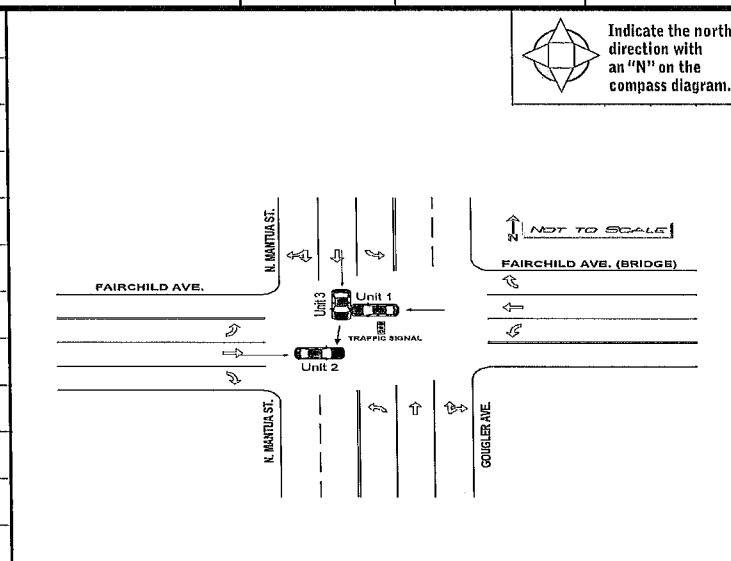 Indicate the north
direction with
an "N" on the
compass diagram.
N
NOT TO SCALE
N. MANTUA ST.
FAIRCHILD AVE. (BRIDGE)
FAIRCHILD AVE.
Unit 3
Unit 1
TRAFFIC SIGNAL
Unit 2
N. MANTUA ST.
GOUGLER AVE.